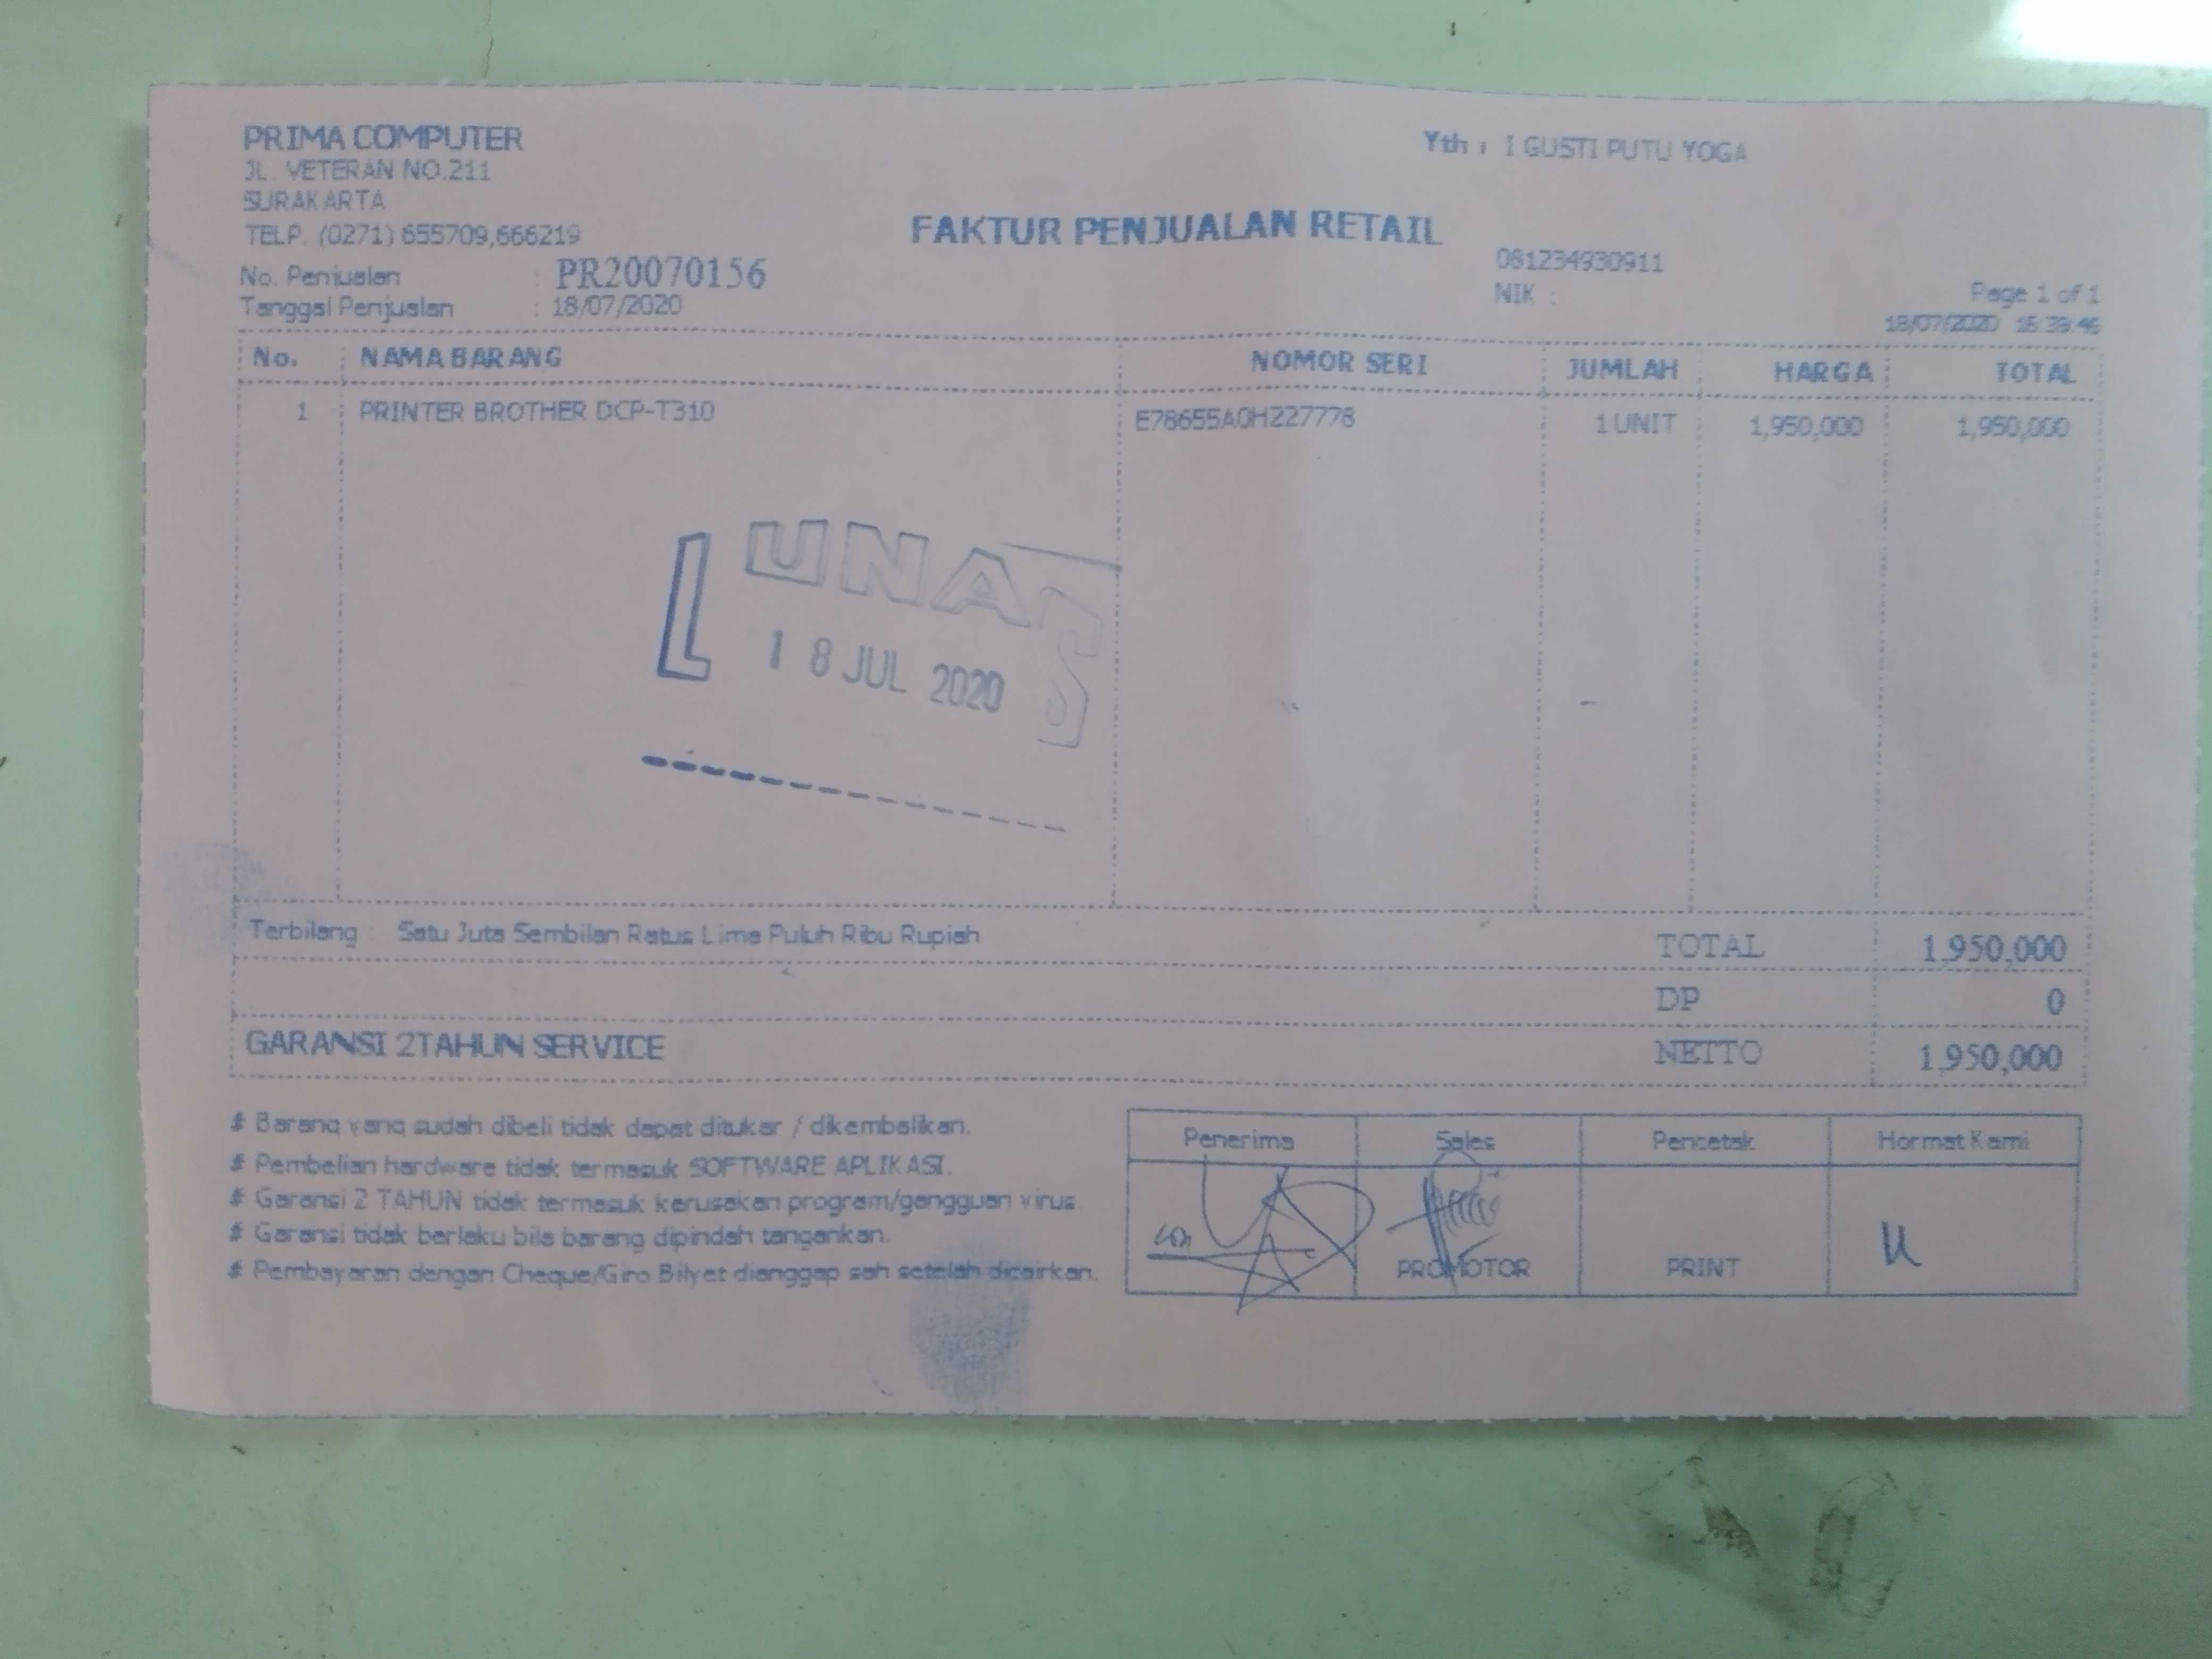 PRIMA COMPUTER
JL. VETERAN NO.211
SURAKARTA
TELP. (0271) 655709,666219
Yth : I GUSTI PUTU YOGA
FAKTUR PENJUALAN RETAIL
081234930911
NIK :
No. Penjualan : PR20070156
Tanggal Penjualan : 18/07/2020
Page 1 of 1
18/07/2020 15:39:46
No. NAMA BARANG NOMOR SERI JUMLAH HARGA TOTAL
1 PRINTER BROTHER DCP-T310 E78655A0H227778 1 UNIT 1,950,000 1,950,000
LUNAS
18 JUL 2020
Terbilang : Satu Juta Sembilan Ratus Lima Puluh Ribu Rupiah
TOTAL 1,950,000
DP 0
GARANSI 2TAHUN SERVICE
NETTO 1,950,000
# Barang yang sudah dibeli tidak dapat ditukar / dikembalikan.
# Pembelian hardware tidak termasuk SOFTWARE APLIKASI.
# Garansi 2 TAHUN tidak termasuk kerusakan program/gangguan virus
# Garansi tidak berlaku bila barang dipindah tangankan.
# Pembayaran dengan Cheque/Giro Bilyet dianggap sah setelah dicairkan.
Penerima Sales Pencetak Hormat Kami
PROMOTOR PRINT